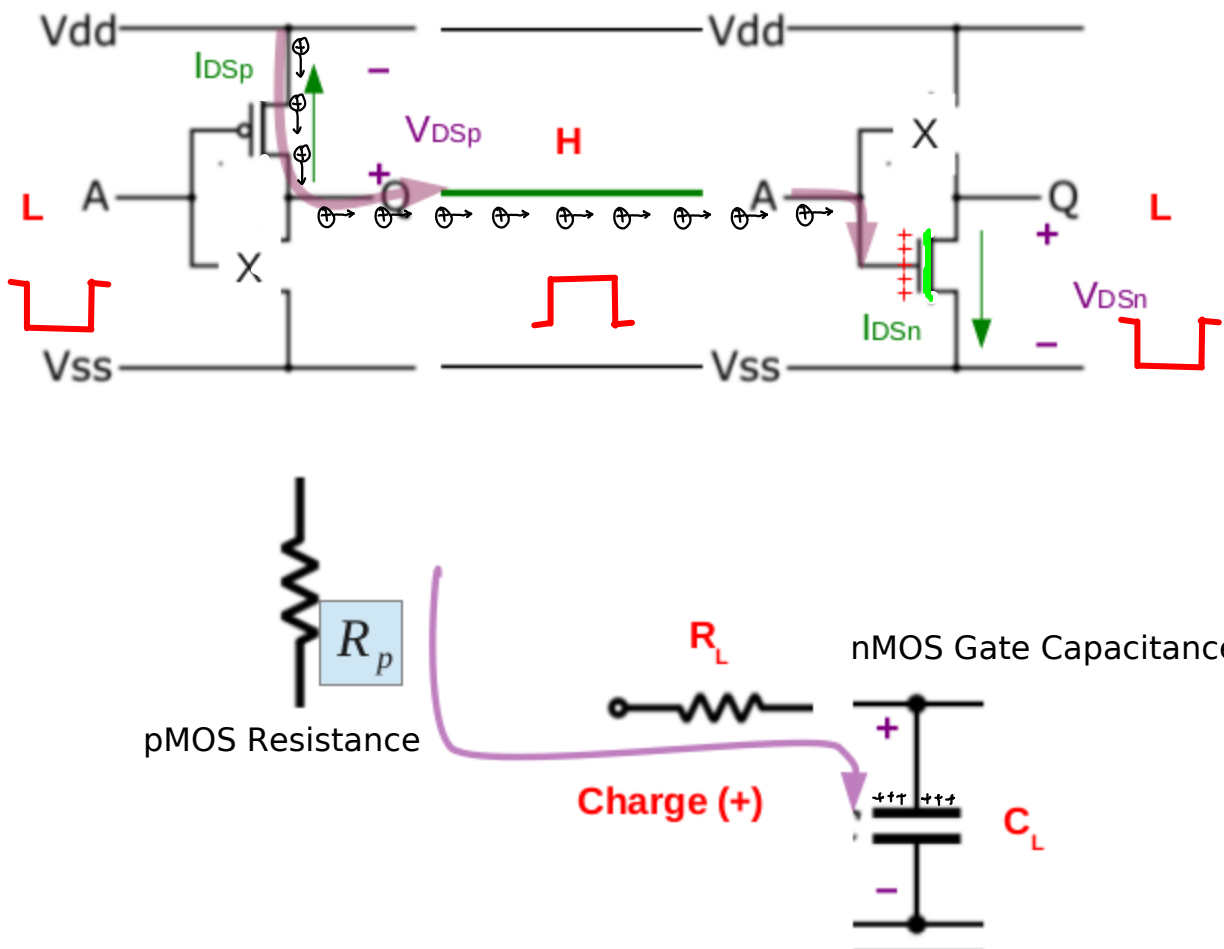 Vdd
Vdd
IDSp
−
VDSp
H
X
+
L
A
Q
A
Q
L
+
X
VDSn
IDSn
−
Vss
Vss
Rp
RL
nMOS Gate Capacitance
pMOS Resistance
+
Charge (+)
+++ +++
CL
−